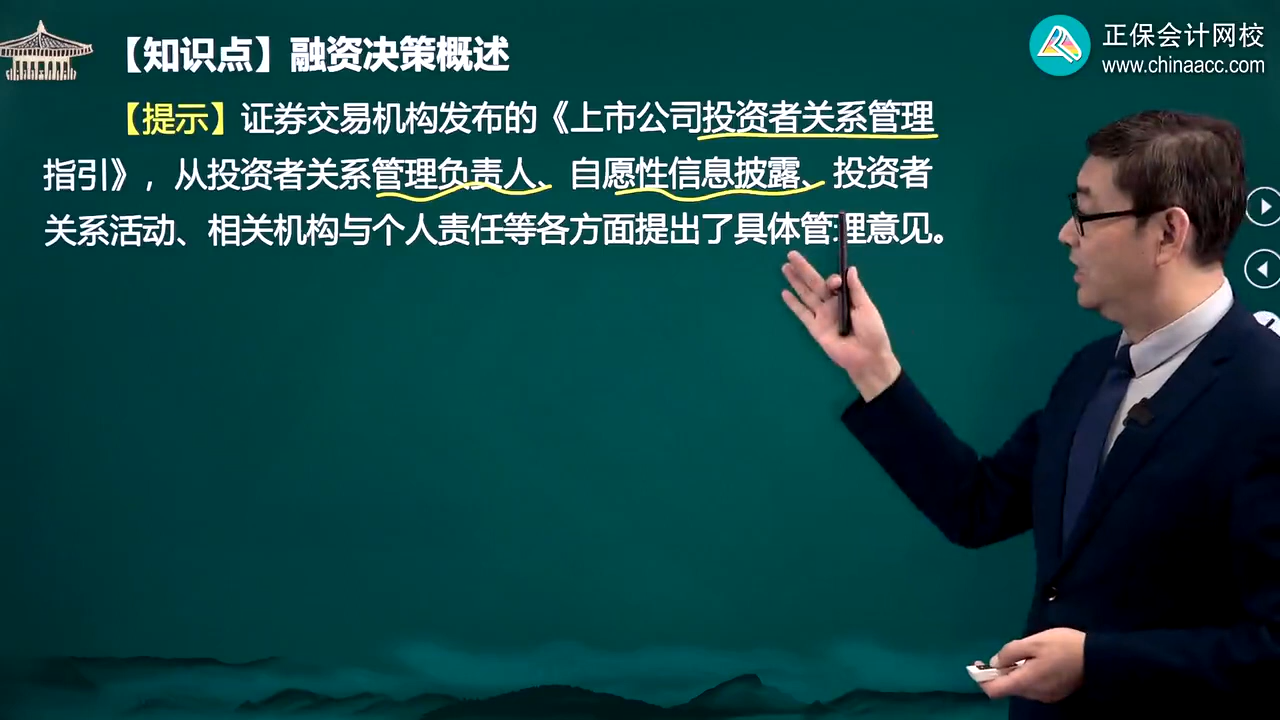 【知识点】融资决策概述
正保会计网校
www.chinaacc.com
【提示】证券交易机构发布的《上市公司投资者关系管理
指引》，从投资者关系管理负责人、自愿性信息披露、投资者
关系活动、相关机构与个人责任等各方面提出了具体管理意见。